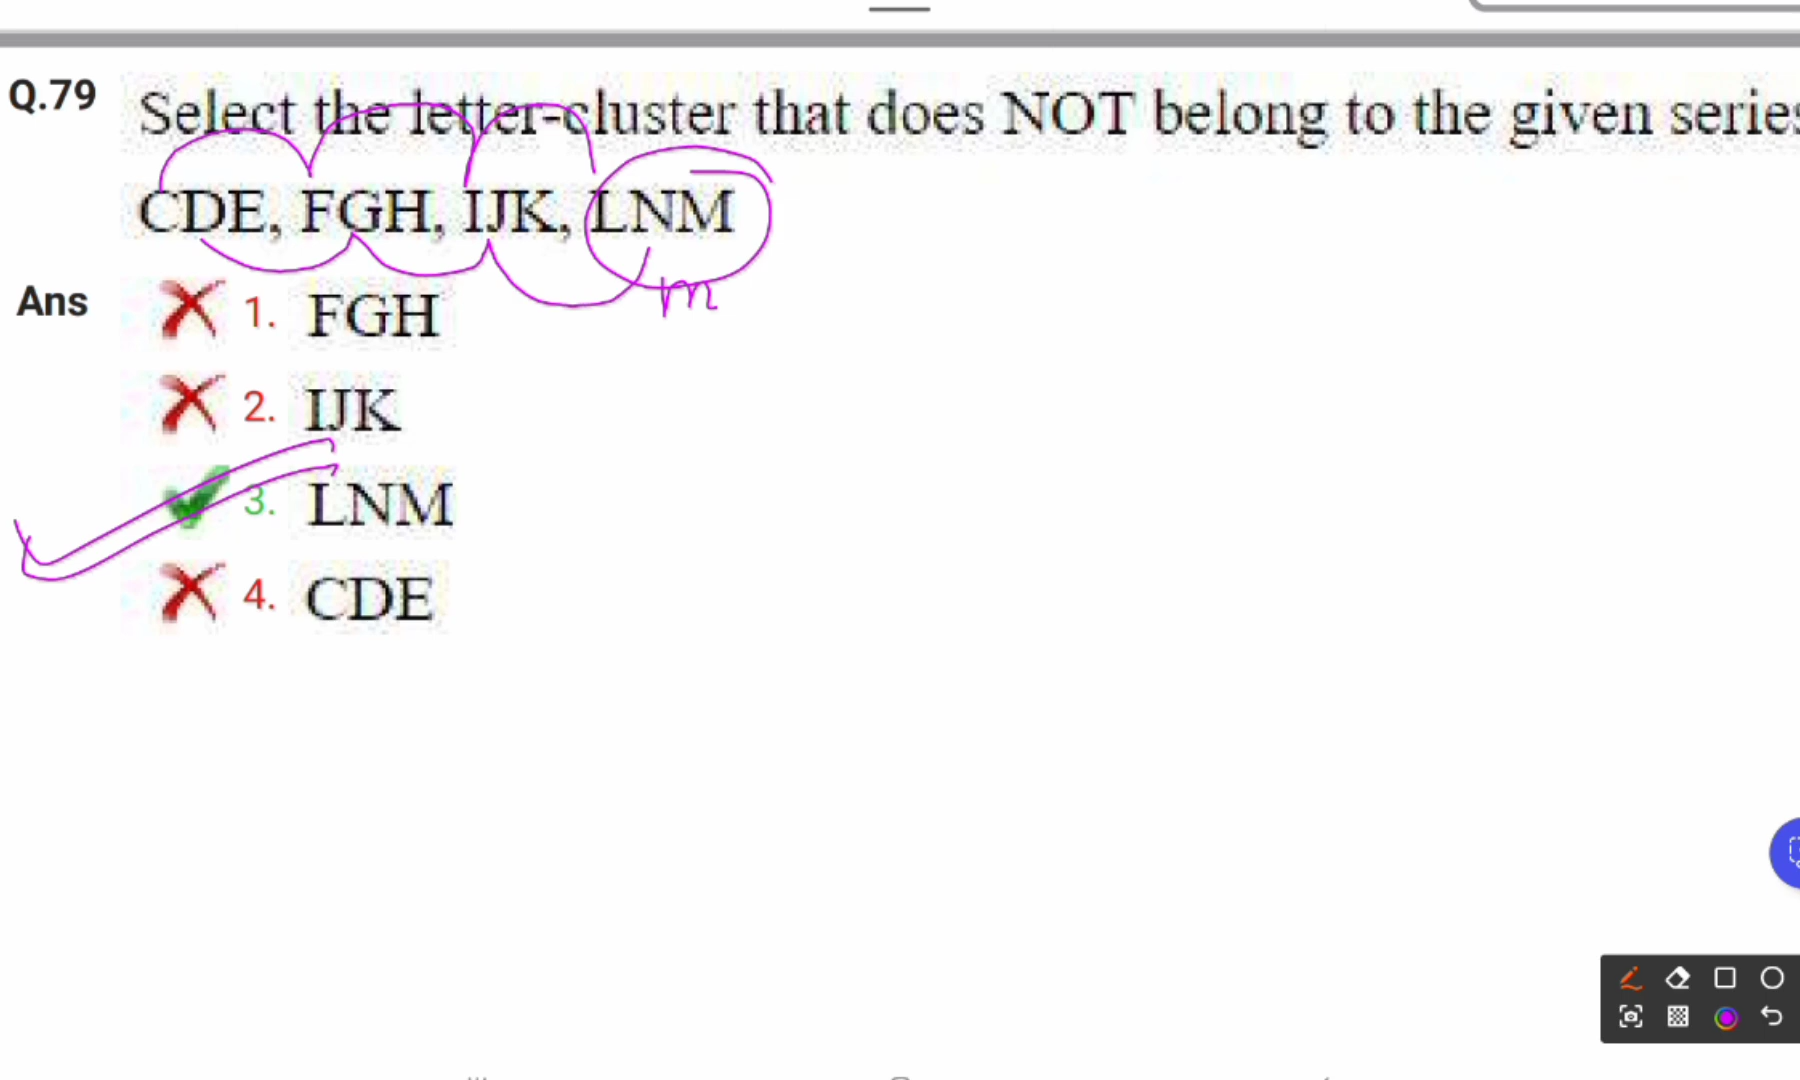 Q.79 Select the letter-cluster that does NOT belong to the given series
CDE, FGH, IJK, LNM
m
Ans 1. FGH
2. IJK
3. LNM
4. CDE